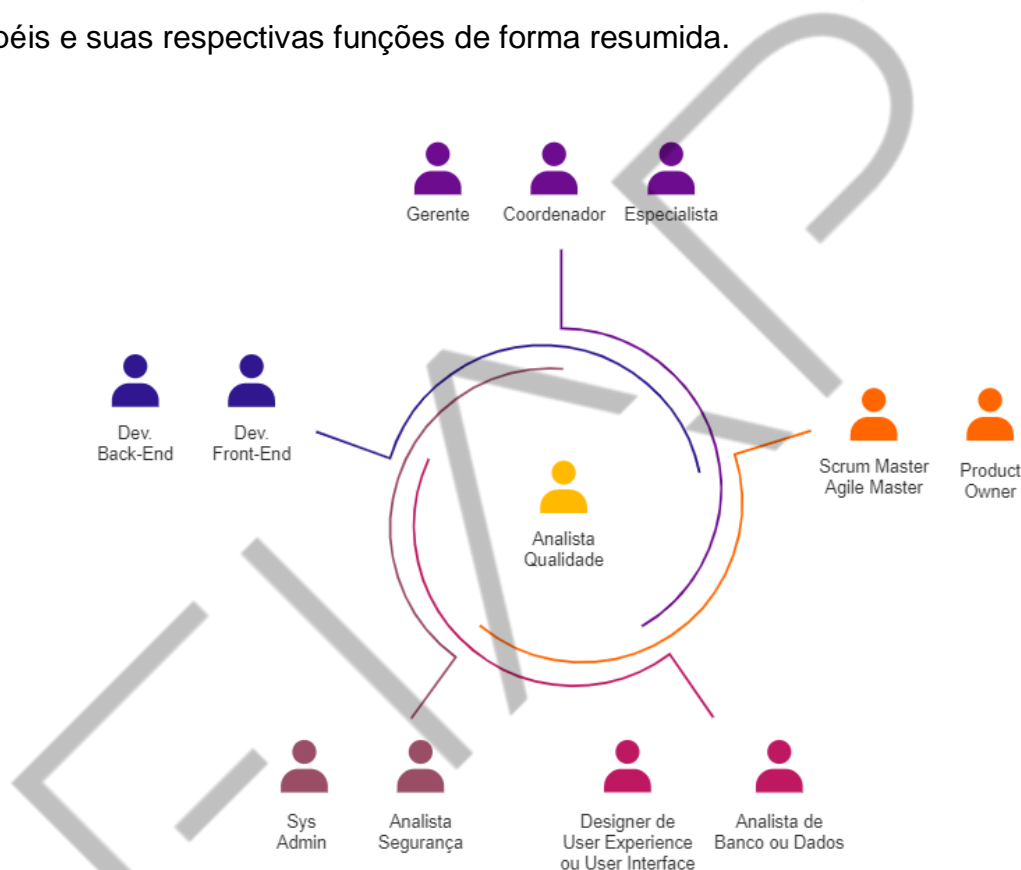 e suas respectivas funções de forma resumida.
Gerente
Coordenador
Especialista
Dev.
Back-End
Dev.
Front-End
Scrum Master
Agile Master
Product
Owner
Analista
Qualidade
Sys
Admin
Analista
Segurança
Designer de
User Experience
ou User Interface
Analista de
Banco ou Dados